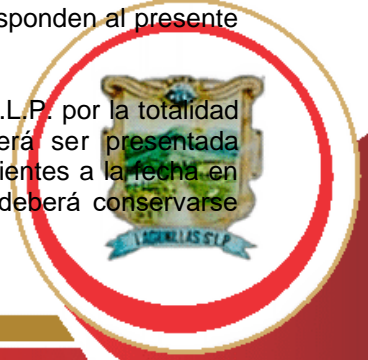 sponden al presente
.L.P. por la totalidad
erá ser presentada
ientes a la fecha en
deberá conservarse
LAGUNILLAS S.L.P.